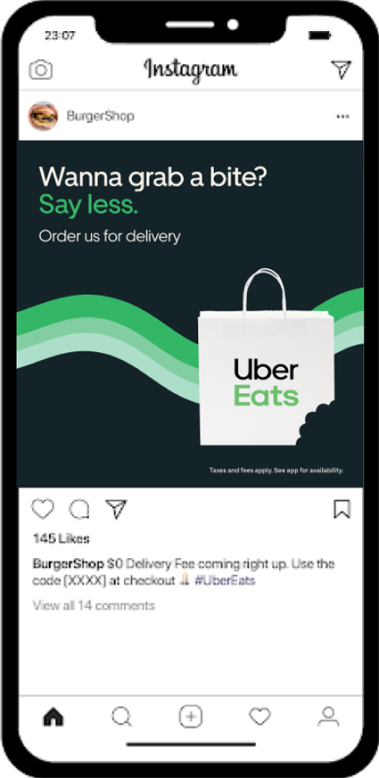 23:07
Instagram
BurgerShop
Wanna grab a bite?
Say less.
Order us for delivery
Uber
Eats
Taxes and fees apply. See app for availability.
145 Likes
BurgerShop $0 Delivery Fee coming right up. Use the
code [XXXX] at checkout 🙏🏻 #UberEats
View all 14 comments